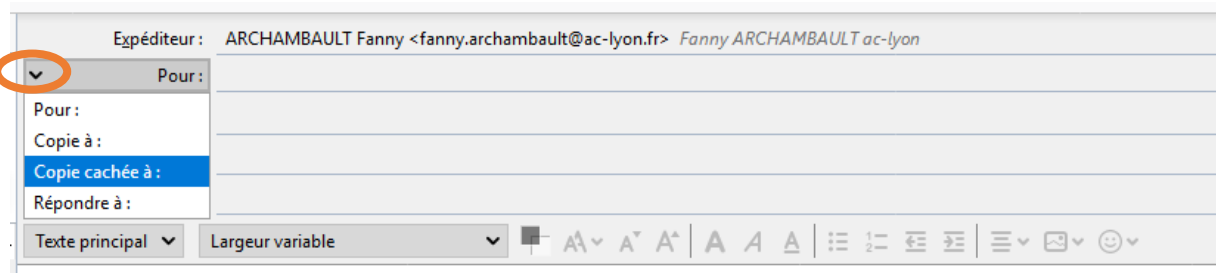 Expéditeur : ARCHAMBAULT Fanny <fanny.archambault@ac-lyon.fr> Fanny ARCHAMBAULT ac-lyon
Pour :
Pour :
Copie à :
Copie cachée à :
Répondre à :
Texte principal Largeur variable